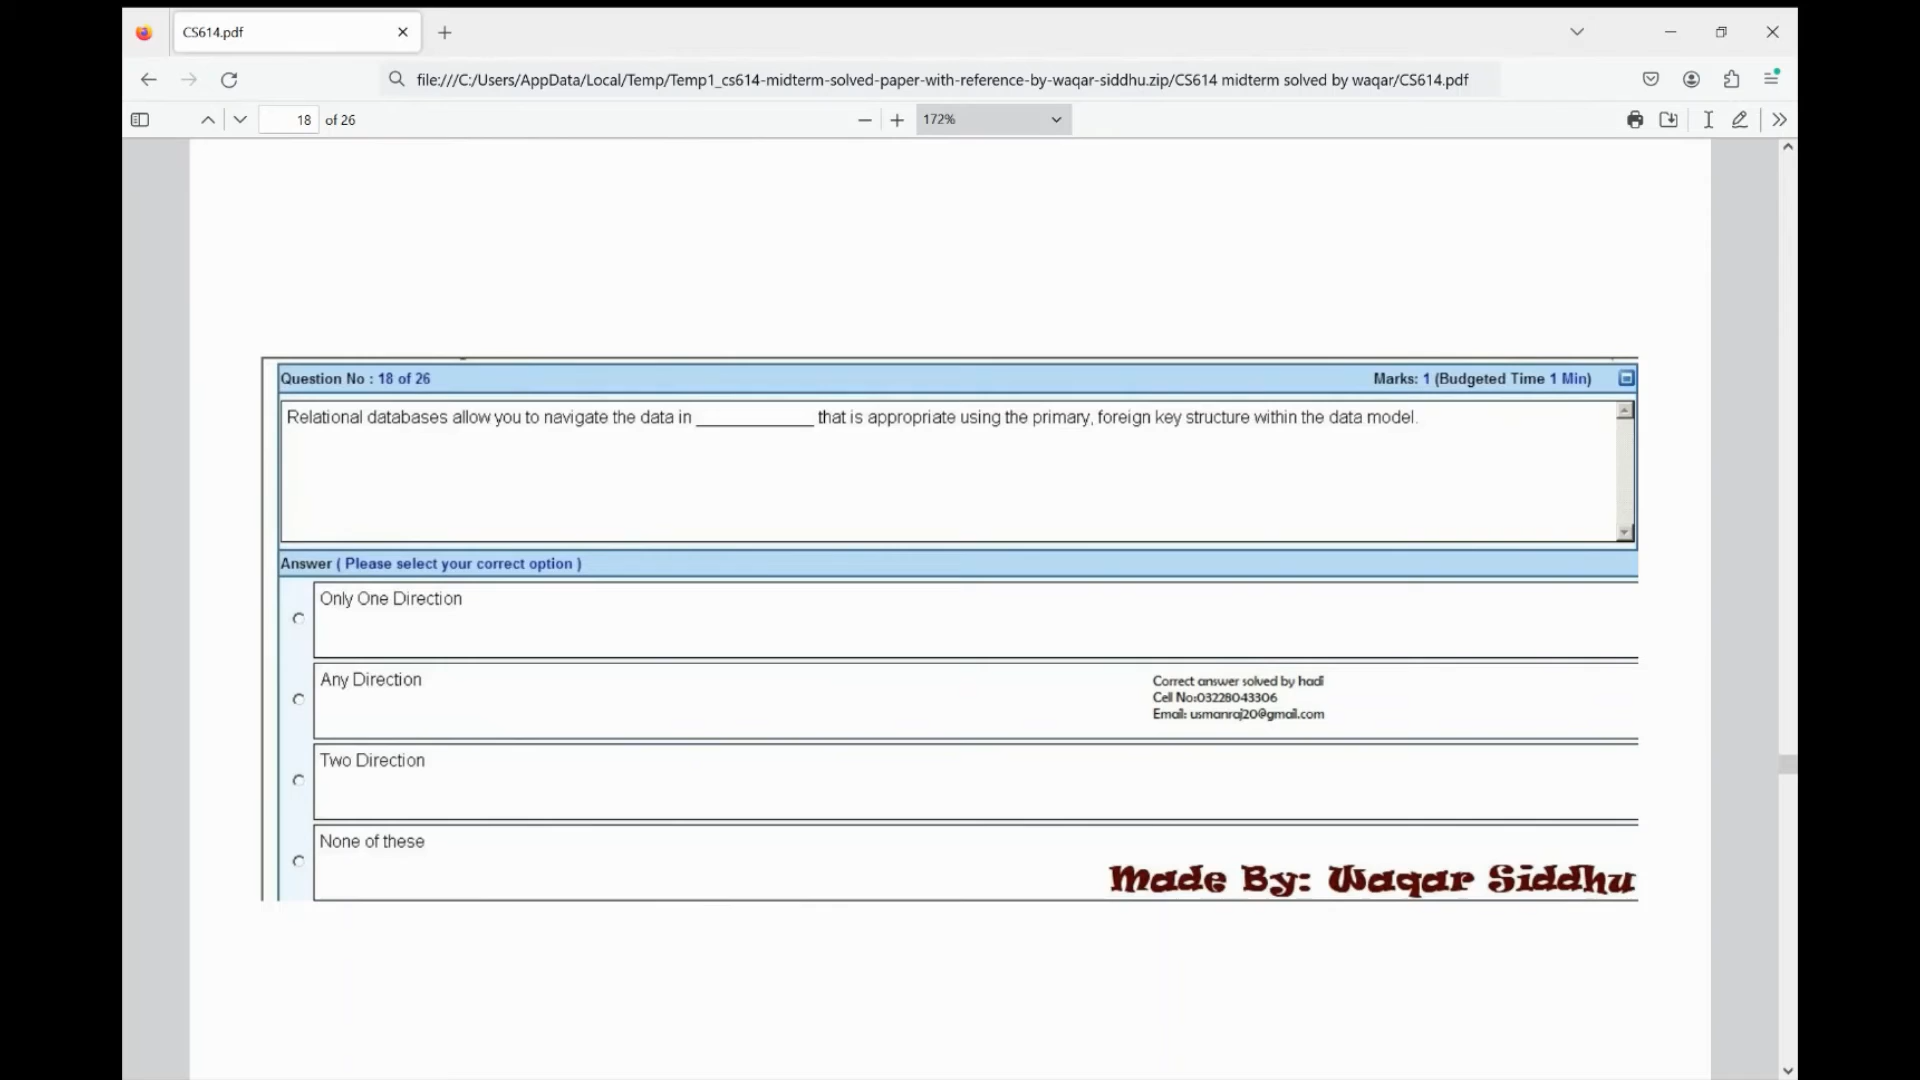 CS614.pdf
file:///C:/Users/AppData/Local/Temp/Temp1_cs614-midterm-solved-paper-with-reference-by-waqar-siddhu.zip/CS614 midterm solved by waqar/CS614.pdf
18 of 26
172%
Question No : 18 of 26 Marks: 1 (Budgeted Time 1 Min)
Relational databases allow you to navigate the data in ____________ that is appropriate using the primary, foreign key structure within the data model.
Answer ( Please select your correct option )
Only One Direction
Any Direction
Correct answer solved by hadi
Cell No:03228043306
Email: usmanraj20@gmail.com
Two Direction
None of these
Made By: Waqar Siddhu